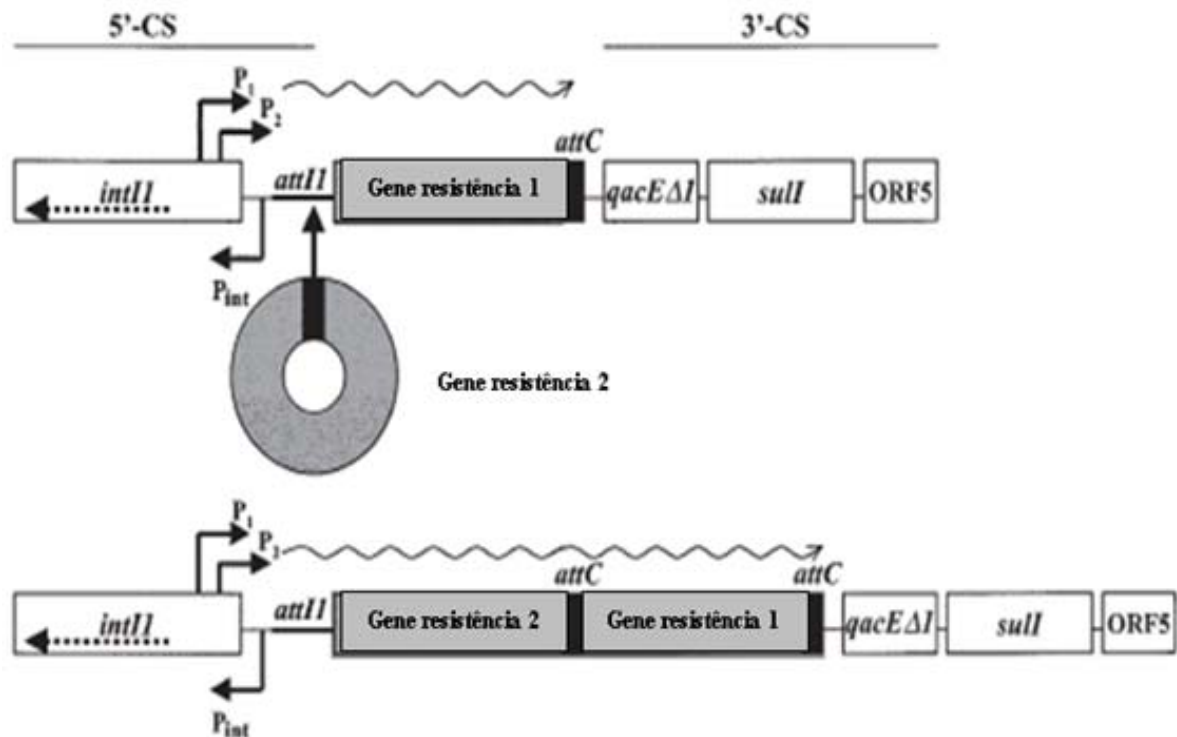 5'-CS 3'-CS
P1
P2
attC
intI1 attI1 Gene resistência 1 qacEΔ1 sulI ORF5
Pint
Gene resistência 2
P1
P2
attC attC
intI1 attI1 Gene resistência 2 Gene resistência 1 qacEΔ1 sulI ORF5
Pint